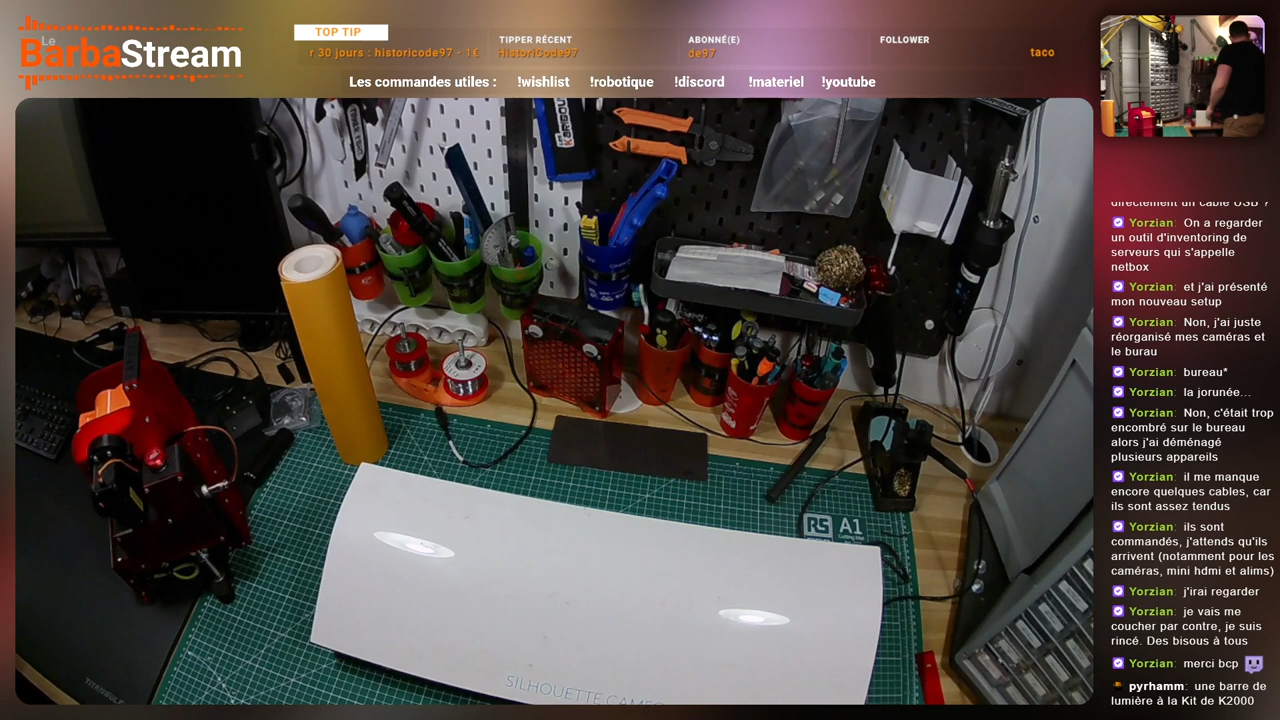 Le
BarbaStream
TOP TIP
r 30 jours : historicode97 - 1€
TIPPER RÉCENT
HistoriCode97
ABONNÉ(E)
de97
FOLLOWER
taco
Les commandes utiles : !wishlist !robotique !discord !materiel !youtube
directement un cable USB ?
Yorzian: On a regarder
un outil d'inventoring de
serveurs qui s'appelle
netbox
Yorzian: et j'ai présenté
mon nouveau setup
Yorzian: Non, j'ai juste
réorganisé mes caméras et
le burau
Yorzian: bureau*
Yorzian: la jorunée...
Yorzian: Non, c'était trop
encombré sur le bureau
alors j'ai déménagé
plusieurs appareils
Yorzian: il me manque
encore quelques cables, car
ils sont assez tendus
Yorzian: ils sont
commandés, j'attends qu'ils
arrivent (notamment pour les
caméras, mini hdmi et alims)
Yorzian: j'irai regarder
Yorzian: je vais me
coucher par contre, je suis
rincé. Des bisous à tous
Yorzian: merci bcp
pyrhamm: une barre de
lumière à la Kit de K2000
RS A1
SILHOUETTE CAMEO